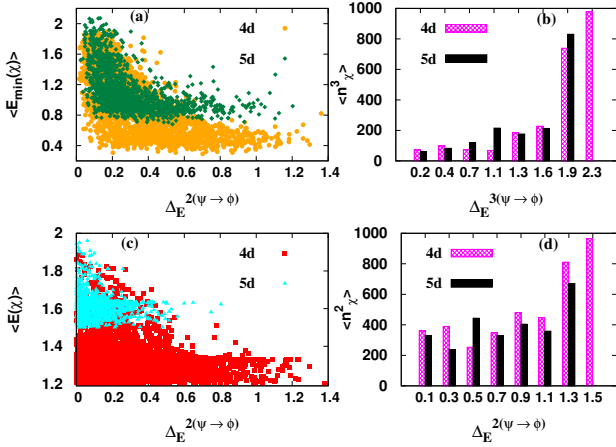 (a)
4d
5d
<E_min(χ)>
2
1.6
1.2
0.8
0.4
0 0.2 0.4 0.6 0.8 1 1.2 1.4
Δ_E^2(ψ → ϕ)
(b)
4d
5d
<n^3_χ>
1000
800
600
400
200
0
0.2 0.4 0.7 1.1 1.3 1.6 1.9 2.3
Δ_E^3(ψ → ϕ)
(c)
4d
5d
<E(χ)>
2
1.8
1.6
1.4
1.2
0 0.2 0.4 0.6 0.8 1 1.2 1.4
Δ_E^2(ψ → ϕ)
(d)
4d
5d
<n^2_χ>
1000
800
600
400
200
0
0.1 0.3 0.5 0.7 0.9 1.1 1.3 1.5
Δ_E^2(ψ → ϕ)